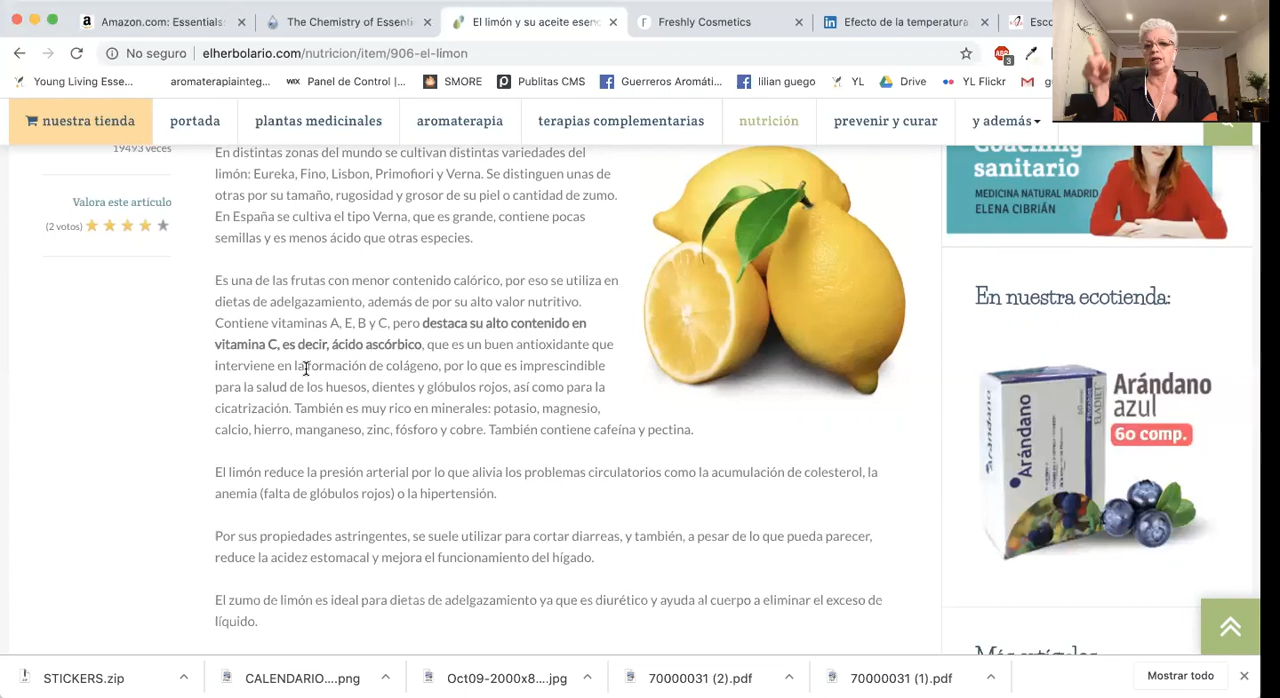 Amazon.com: Essentials
The Chemistry of Essenti
El limón y su aceite esenc
Freshly Cosmetics
Efecto de la temperatura
Esco
No seguro
elherbolario.com/nutricion/item/906-el-limon
ABP
3
Young Living Esse...
aromaterapiainteg...
WIX
Panel de Control |...
SMORE
Publitas CMS
Guerreros Aromáti...
lilian guego
YL
Drive
YL Flickr
nuestra tienda
portada
plantas medicinales
aromaterapia
terapias complementarias
nutrición
prevenir y curar
y además
19493 veces
Valora este artículo
(2 votos)
En distintas zonas del mundo se cultivan distintas variedades del
limón: Eureka, Fino, Lisbon, Primofiori y Verna. Se distinguen unas de
otras por su tamaño, rugosidad y grosor de su piel o cantidad de zumo.
En España se cultiva el tipo Verna, que es grande, contiene pocas
semillas y es menos ácido que otras especies.
Es una de las frutas con menor contenido calórico, por eso se utiliza en
dietas de adelgazamiento, además de por su alto valor nutritivo.
Contiene vitaminas A, E, B y C, pero destaca su alto contenido en
vitamina C, es decir, ácido ascórbico, que es un buen antioxidante que
interviene en la formación de colágeno, por lo que es imprescindible
para la salud de los huesos, dientes y glóbulos rojos, así como para la
cicatrización. También es muy rico en minerales: potasio, magnesio,
calcio, hierro, manganeso, zinc, fósforo y cobre. También contiene cafeína y pectina.
El limón reduce la presión arterial por lo que alivia los problemas circulatorios como la acumulación de colesterol, la
anemia (falta de glóbulos rojos) o la hipertensión.
Por sus propiedades astringentes, se suele utilizar para cortar diarreas, y también, a pesar de lo que pueda parecer,
reduce la acidez estomacal y mejora el funcionamiento del hígado.
El zumo de limón es ideal para dietas de adelgazamiento ya que es diurético y ayuda al cuerpo a eliminar el exceso de
líquido.
Coaching
sanitario
MEDICINA NATURAL MADRID
ELENA CIBRIÁN
En nuestra ecotienda:
Arándano
azul
60 comp.
Arándano
ELADIET
Más artículos
STICKERS.zip
CALENDARIO....png
Oct09-2000x8....jpg
70000031 (2).pdf
70000031 (1).pdf
Mostrar todo